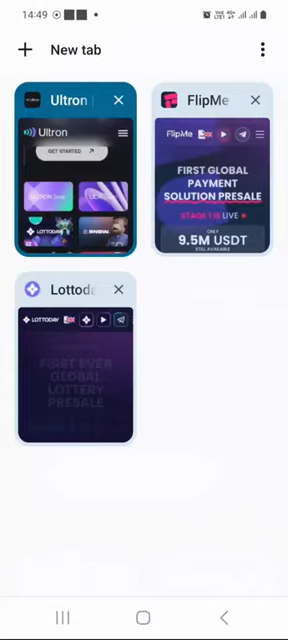 14:49
New tab
Ultron
FlipMe
Ultron
GET STARTED
LOTTODAY
FlipMe
FIRST GLOBAL
PAYMENT
SOLUTION PRESALE
STAGE 1 IS LIVE
ONLY
9.5M USDT
STILL AVAILABLE
Lottoda
LOTTODAY
FIRST EVER
GLOBAL
LOTTERY
PRESALE